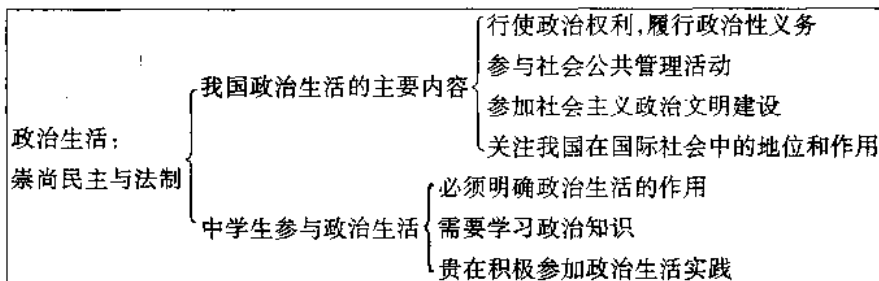 行使政治权利,履行政治性义务
参与社会公共管理活动
我国政治生活的主要内容
参加社会主义政治文明建设
关注我国在国际社会中的地位和作用
政治生活:
崇尚民主与法制
必须明确政治生活的作用
中学生参与政治生活
需要学习政治知识
贵在积极参加政治生活实践